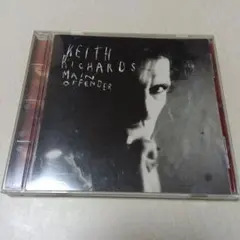 KEITH
RICHARDS
MAIN
OFFENDER